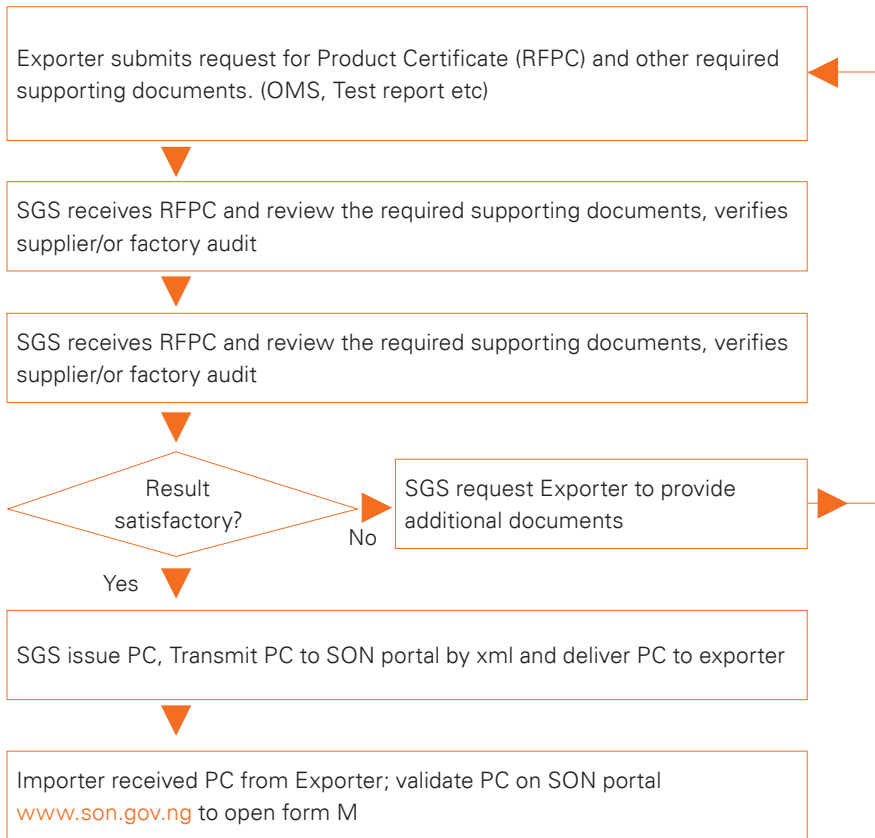 Exporter submits request for Product Certificate (RFPC) and other required
supporting documents. (OMS, Test report etc)
SGS receives RFPC and review the required supporting documents, verifies
supplier/or factory audit
SGS receives RFPC and review the required supporting documents, verifies
supplier/or factory audit
Result
satisfactory?
No
SGS request Exporter to provide
additional documents
Yes
SGS issue PC, Transmit PC to SON portal by xml and deliver PC to exporter
Importer received PC from Exporter; validate PC on SON portal
www.son.gov.ng to open form M